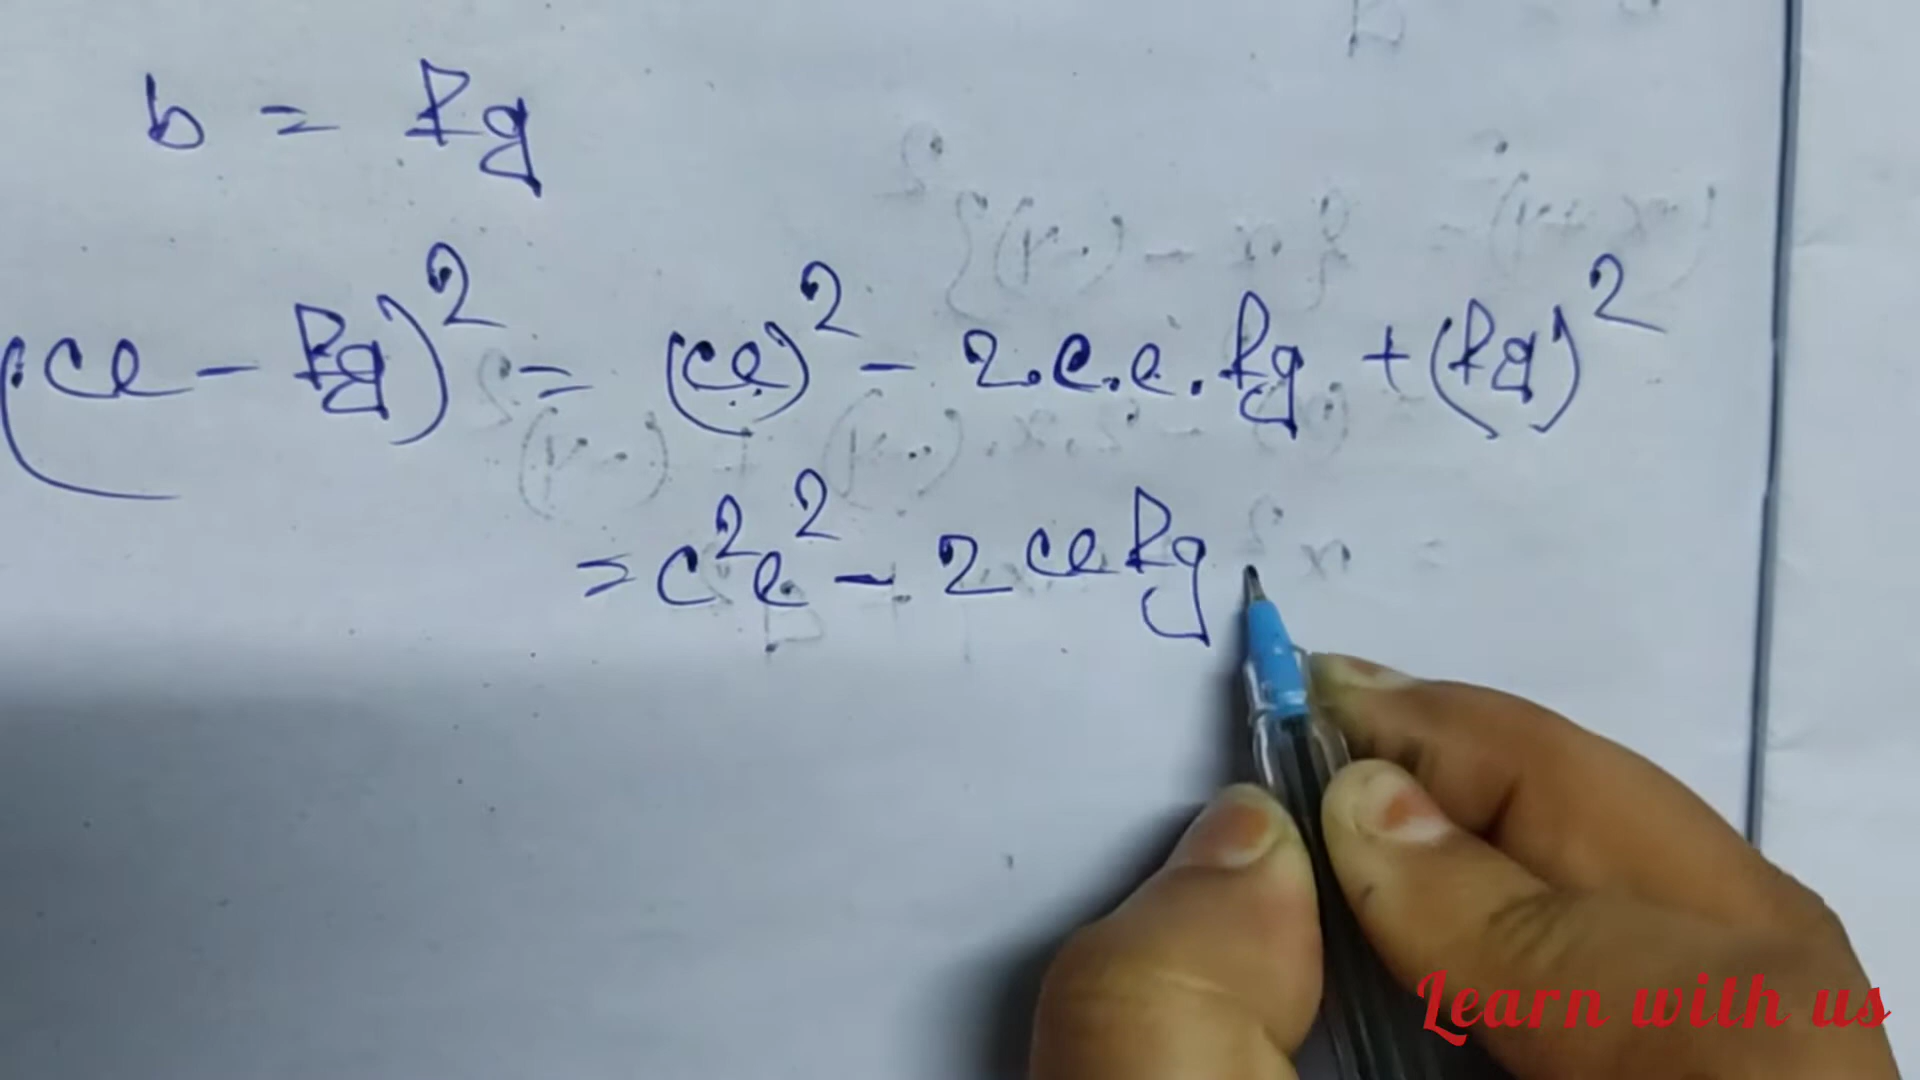 b = fg
(ce - fg)² = (ce)² - 2.c.e.fg + (fg)²
= c²e² - 2cefg
Learn with us